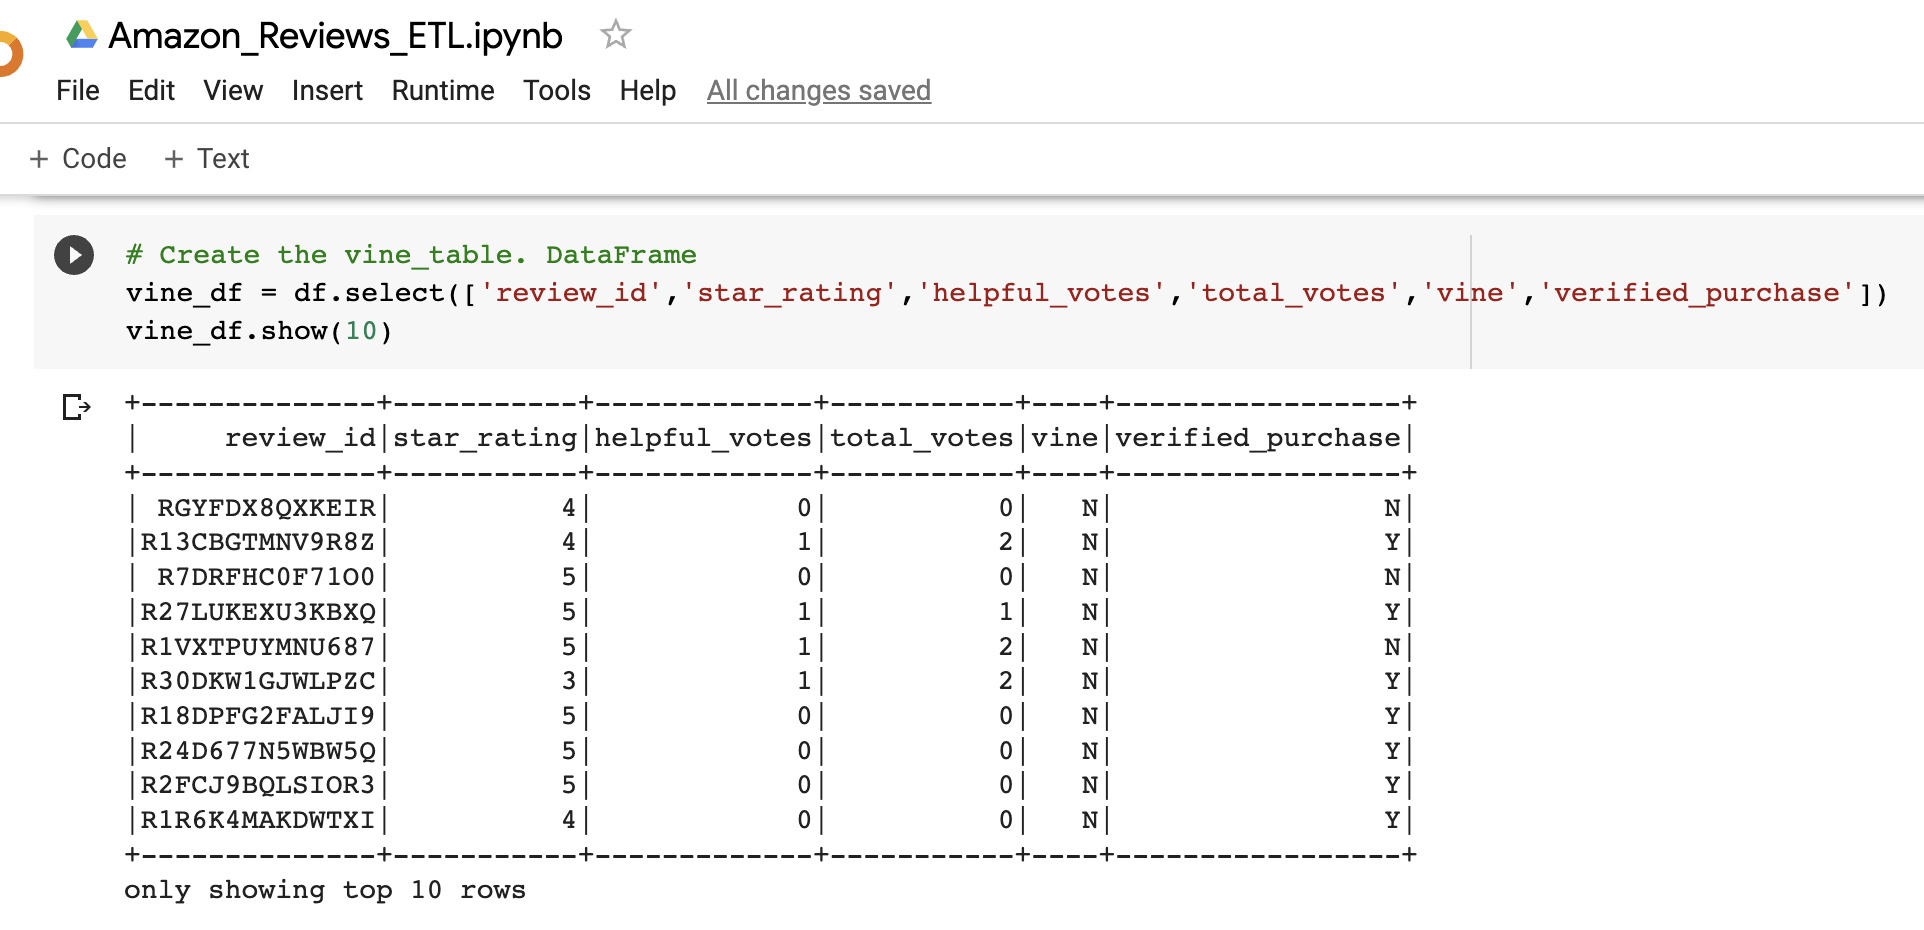 Amazon_Reviews_ETL.ipynb
File Edit View Insert Runtime Tools Help All changes saved
+ Code + Text
# Create the vine_table. DataFrame
vine_df = df.select(['review_id','star_rating','helpful_votes','total_votes','vine','verified_purchase'])
vine_df.show(10)
+--------------+-----------+-------------+-----------+----+-----------------+
|     review_id|star_rating|helpful_votes|total_votes|vine|verified_purchase|
+--------------+-----------+-------------+-----------+----+-----------------+
| RGYFDX8QXKEIR|          4|            0|          0|   N|                N|
|R13CBGTMNV9R8Z|          4|            1|          2|   N|                Y|
| R7DRFHC0F71O0|          5|            0|          0|   N|                N|
|R27LUKEXU3KBXQ|          5|            1|          1|   N|                Y|
|R1VXTPUYMNU687|          5|            1|          2|   N|                N|
|R30DKW1GJWLPZC|          3|            1|          2|   N|                Y|
|R18DPFG2FALJI9|          5|            0|          0|   N|                Y|
|R24D677N5WBW5Q|          5|            0|          0|   N|                Y|
|R2FCJ9BQLSIOR3|          5|            0|          0|   N|                Y|
|R1R6K4MAKDWTXI|          4|            0|          0|   N|                Y|
+--------------+-----------+-------------+-----------+----+-----------------+
only showing top 10 rows